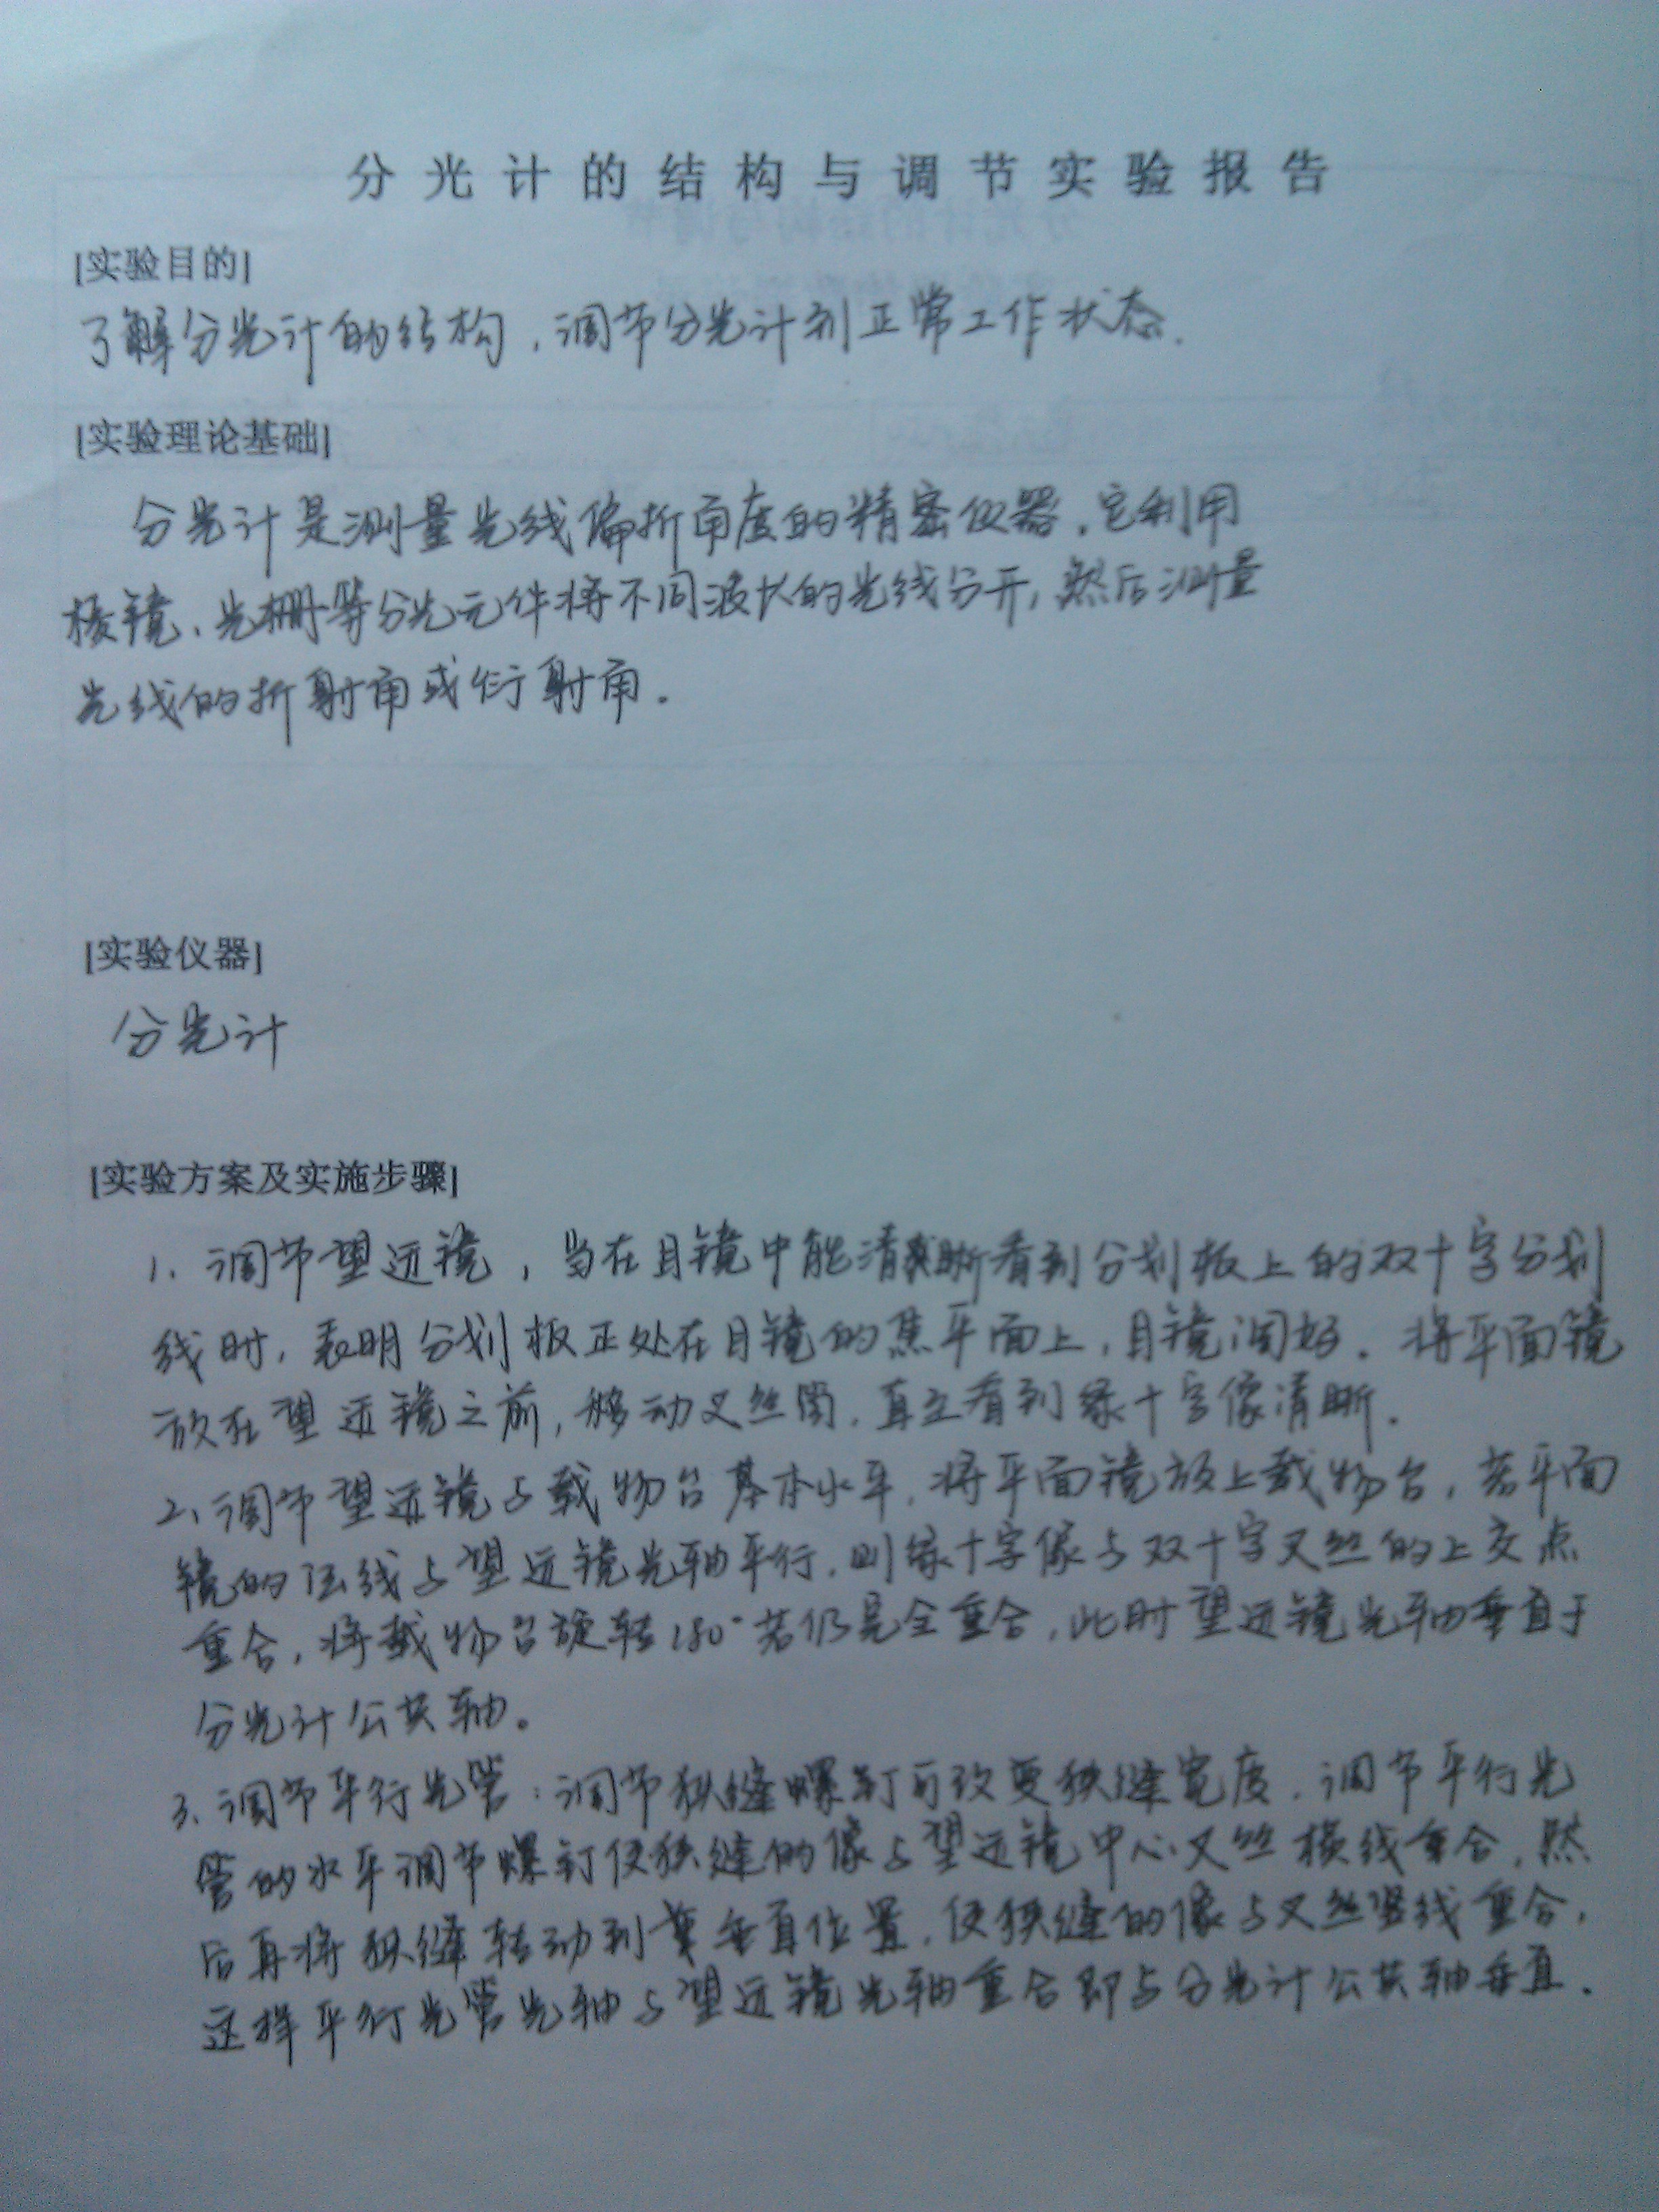 分光计的结构与调节实验报告
[实验目的]
了解分光计的结构，调节分光计到正常工作状态.
[实验理论基础]
分光计是测量光线偏折角度的精密仪器.它利用
棱镜、光栅等分光元件将不同波长的光线分开,然后测量
光线的折射角或衍射角.
[实验仪器]
分光计
[实验方案及实施步骤]
1.调节望远镜，当在目镜中能清晰看到分划板上的双十字分划
线时,表明分划板正处在目镜的焦平面上,目镜调好.将平面镜
放在望远镜之前,移动叉丝筒,直立看到绿十字像清晰.
2.调节望远镜与载物台基本水平,将平面镜放上载物台,若平面
镜的法线与望远镜光轴平行.则绿十字像与双十字叉丝的上交点
重合,将载物台旋转180°若仍完全重合,此时望远镜光轴垂直于
分光计公共轴。
3.调节平行光管:调节狭缝螺钉可改变狭缝宽度.调节平行光
管的水平调节螺钉使狭缝的像与望远镜中心叉丝横线重合,然
后再将狭缝转动到垂直位置,使狭缝的像与叉丝竖线重合,
这样平行光管光轴与望远镜光轴重合即与分光计公共轴垂直.